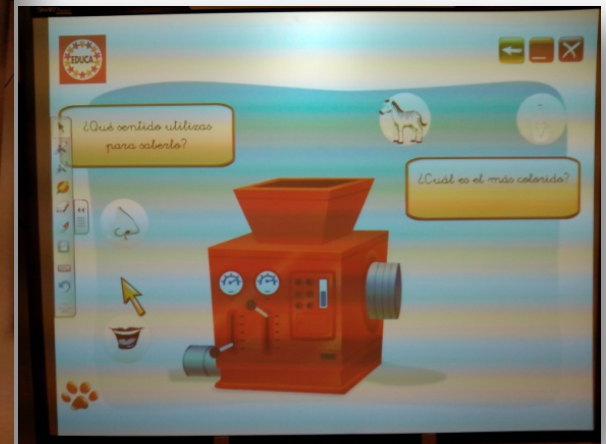 EDUCA
¿Qué sentido utilizas
para saberlo?
¿Cuál es el más colorido?